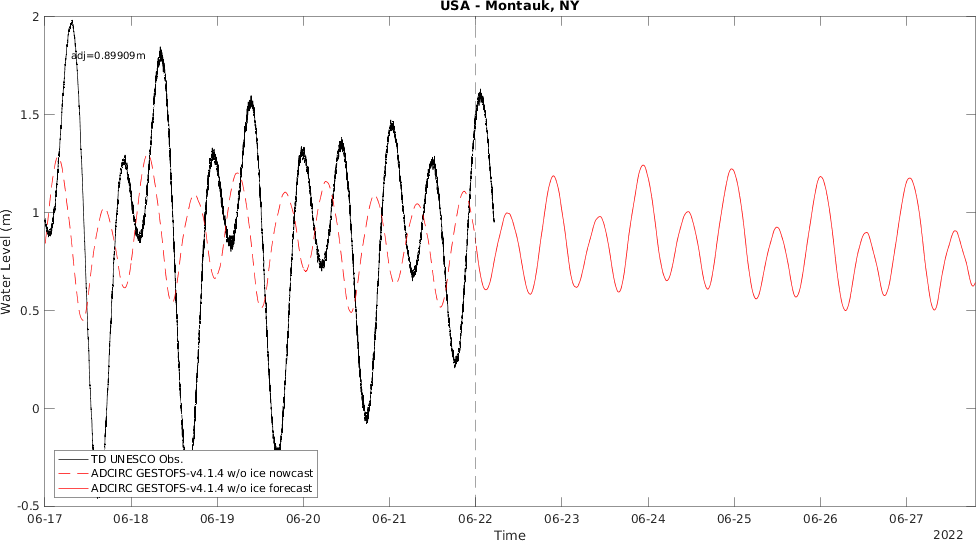 USA - Montauk, NY
2
adj=0.89909m
1.5
1
0.5
0
-0.5
Water Level (m)
TD UNESCO Obs.
ADCIRC GESTOFS-v4.1.4 w/o ice nowcast
ADCIRC GESTOFS-v4.1.4 w/o ice forecast
06-17 06-18 06-19 06-20 06-21 06-22 06-23 06-24 06-25 06-26 06-27
Time
2022